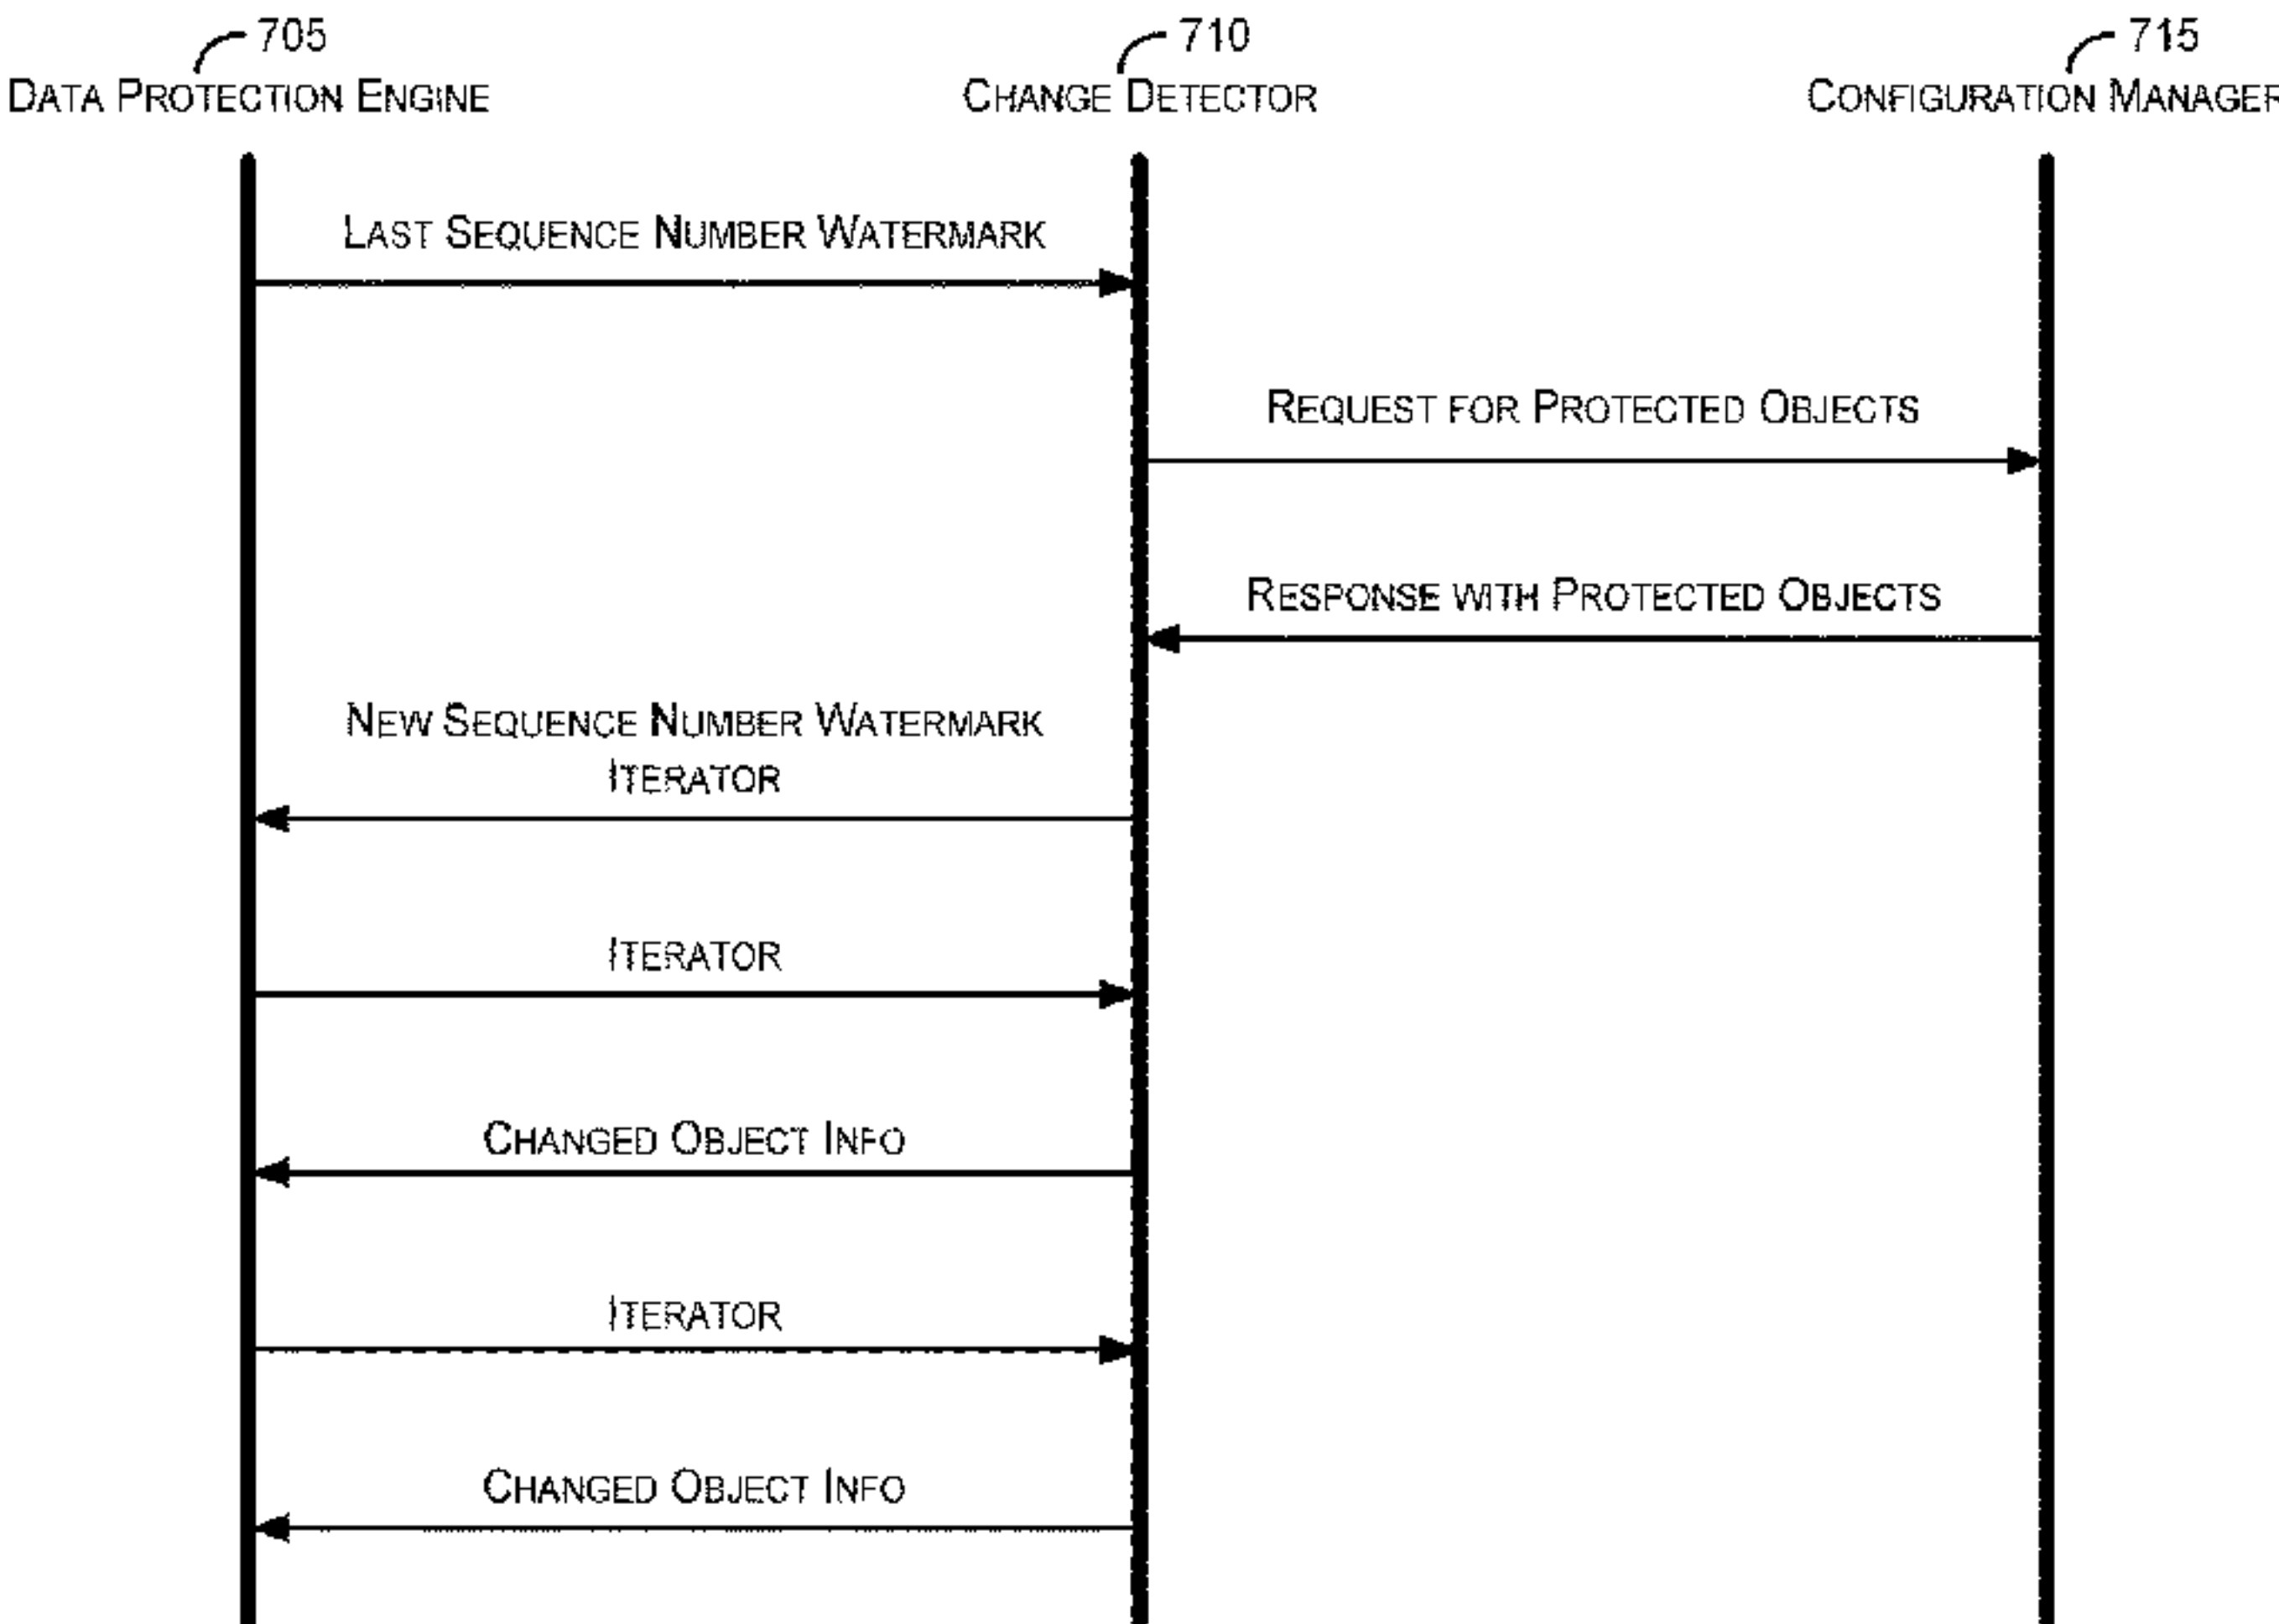 705
710
715
DATA PROTECTION ENGINE
CHANGE DETECTOR
CONFIGURATION MANAGER
LAST SEQUENCE NUMBER WATERMARK
REQUEST FOR PROTECTED OBJECTS
RESPONSE WITH PROTECTED OBJECTS
NEW SEQUENCE NUMBER WATERMARK
ITERATOR
ITERATOR
CHANGED OBJECT INFO
ITERATOR
CHANGED OBJECT INFO